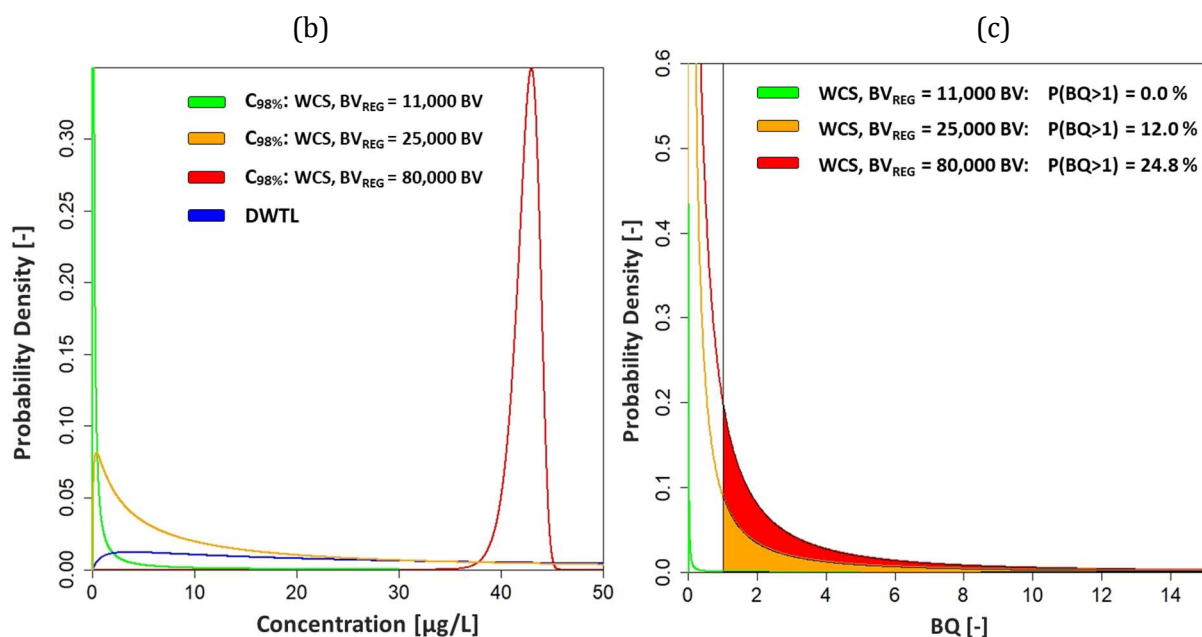 (b)
C98%: WCS, BVREG = 11,000 BV
C98%: WCS, BVREG = 25,000 BV
C98%: WCS, BVREG = 80,000 BV
DWTL
Probability Density [-]
0.30
0.25
0.20
0.15
0.10
0.05
0.00
0 10 20 30 40 50
Concentration [µg/L]
(c)
WCS, BVREG = 11,000 BV: P(BQ>1) = 0.0 %
WCS, BVREG = 25,000 BV: P(BQ>1) = 12.0 %
WCS, BVREG = 80,000 BV: P(BQ>1) = 24.8 %
Probability Density [-]
0.6
0.5
0.4
0.3
0.2
0.1
0.0
0 2 4 6 8 10 12 14
BQ [-]